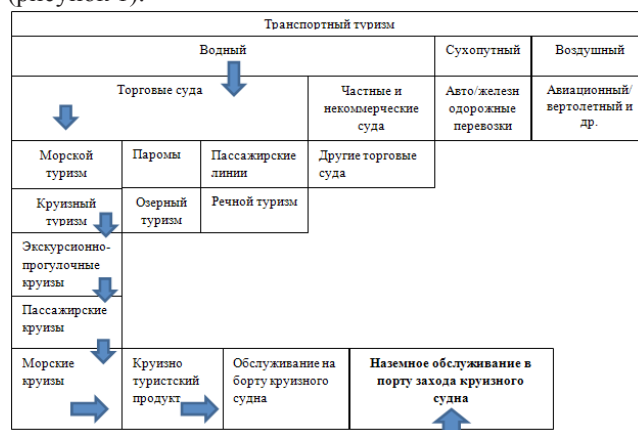 (рисунок 1).
Транспортный туризм
Водный
Сухопутный
Воздушный
Торговые суда
Частные и
некоммерческие
суда
Авто/железн
одорожные
перевозки
Авиационный/
вертолетный и
др.
Морской
туризм
Паромы
Пассажирские
линии
Другие торговые
суда
Круизный
туризм
Озерный
туризм
Речной туризм
Экскурсионно-
прогулочные
круизы
Пассажирские
круизы
Морские
круизы
Круизно
туристский
продукт
Обслуживание на
борту круизного
судна
Наземное обслуживание в
порту захода круизного
судна